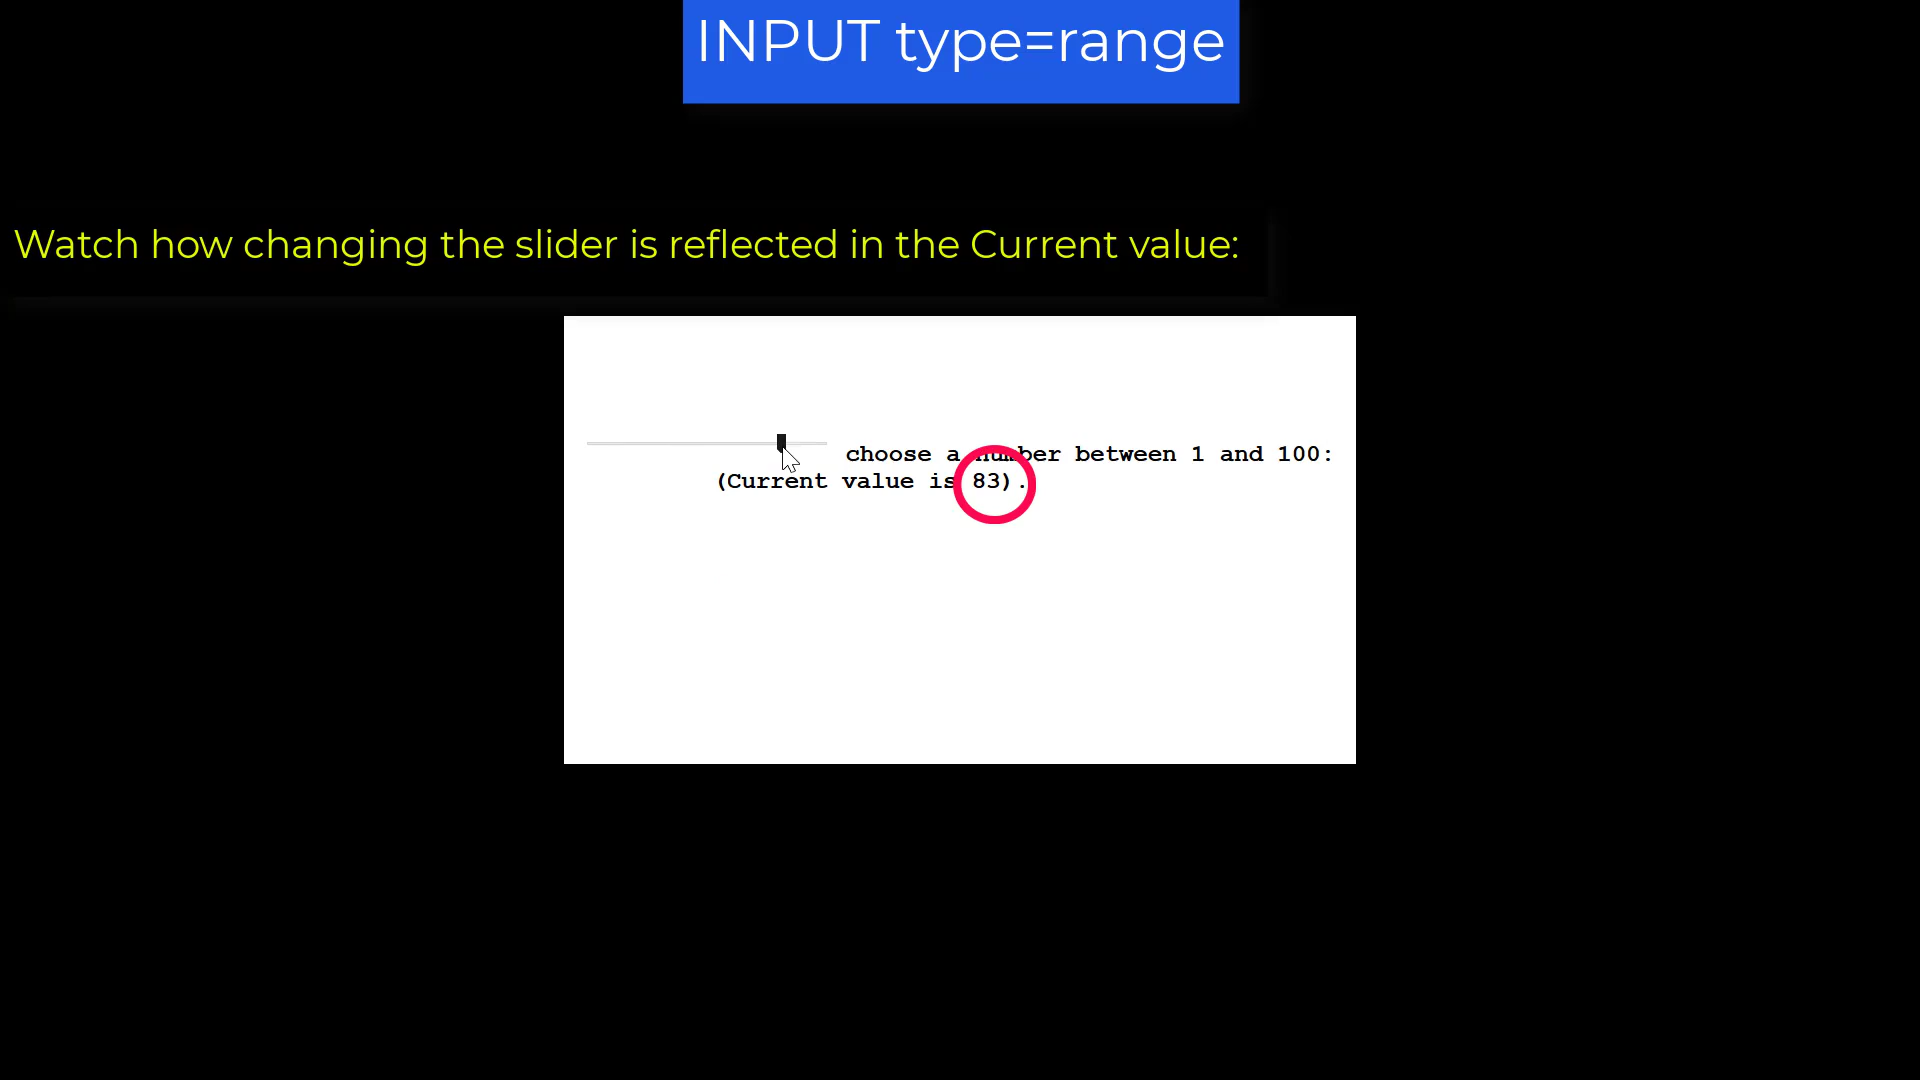 INPUT type=range
Watch how changing the slider is reflected in the Current value:
choose a number between 1 and 100:
(Current value is 83).